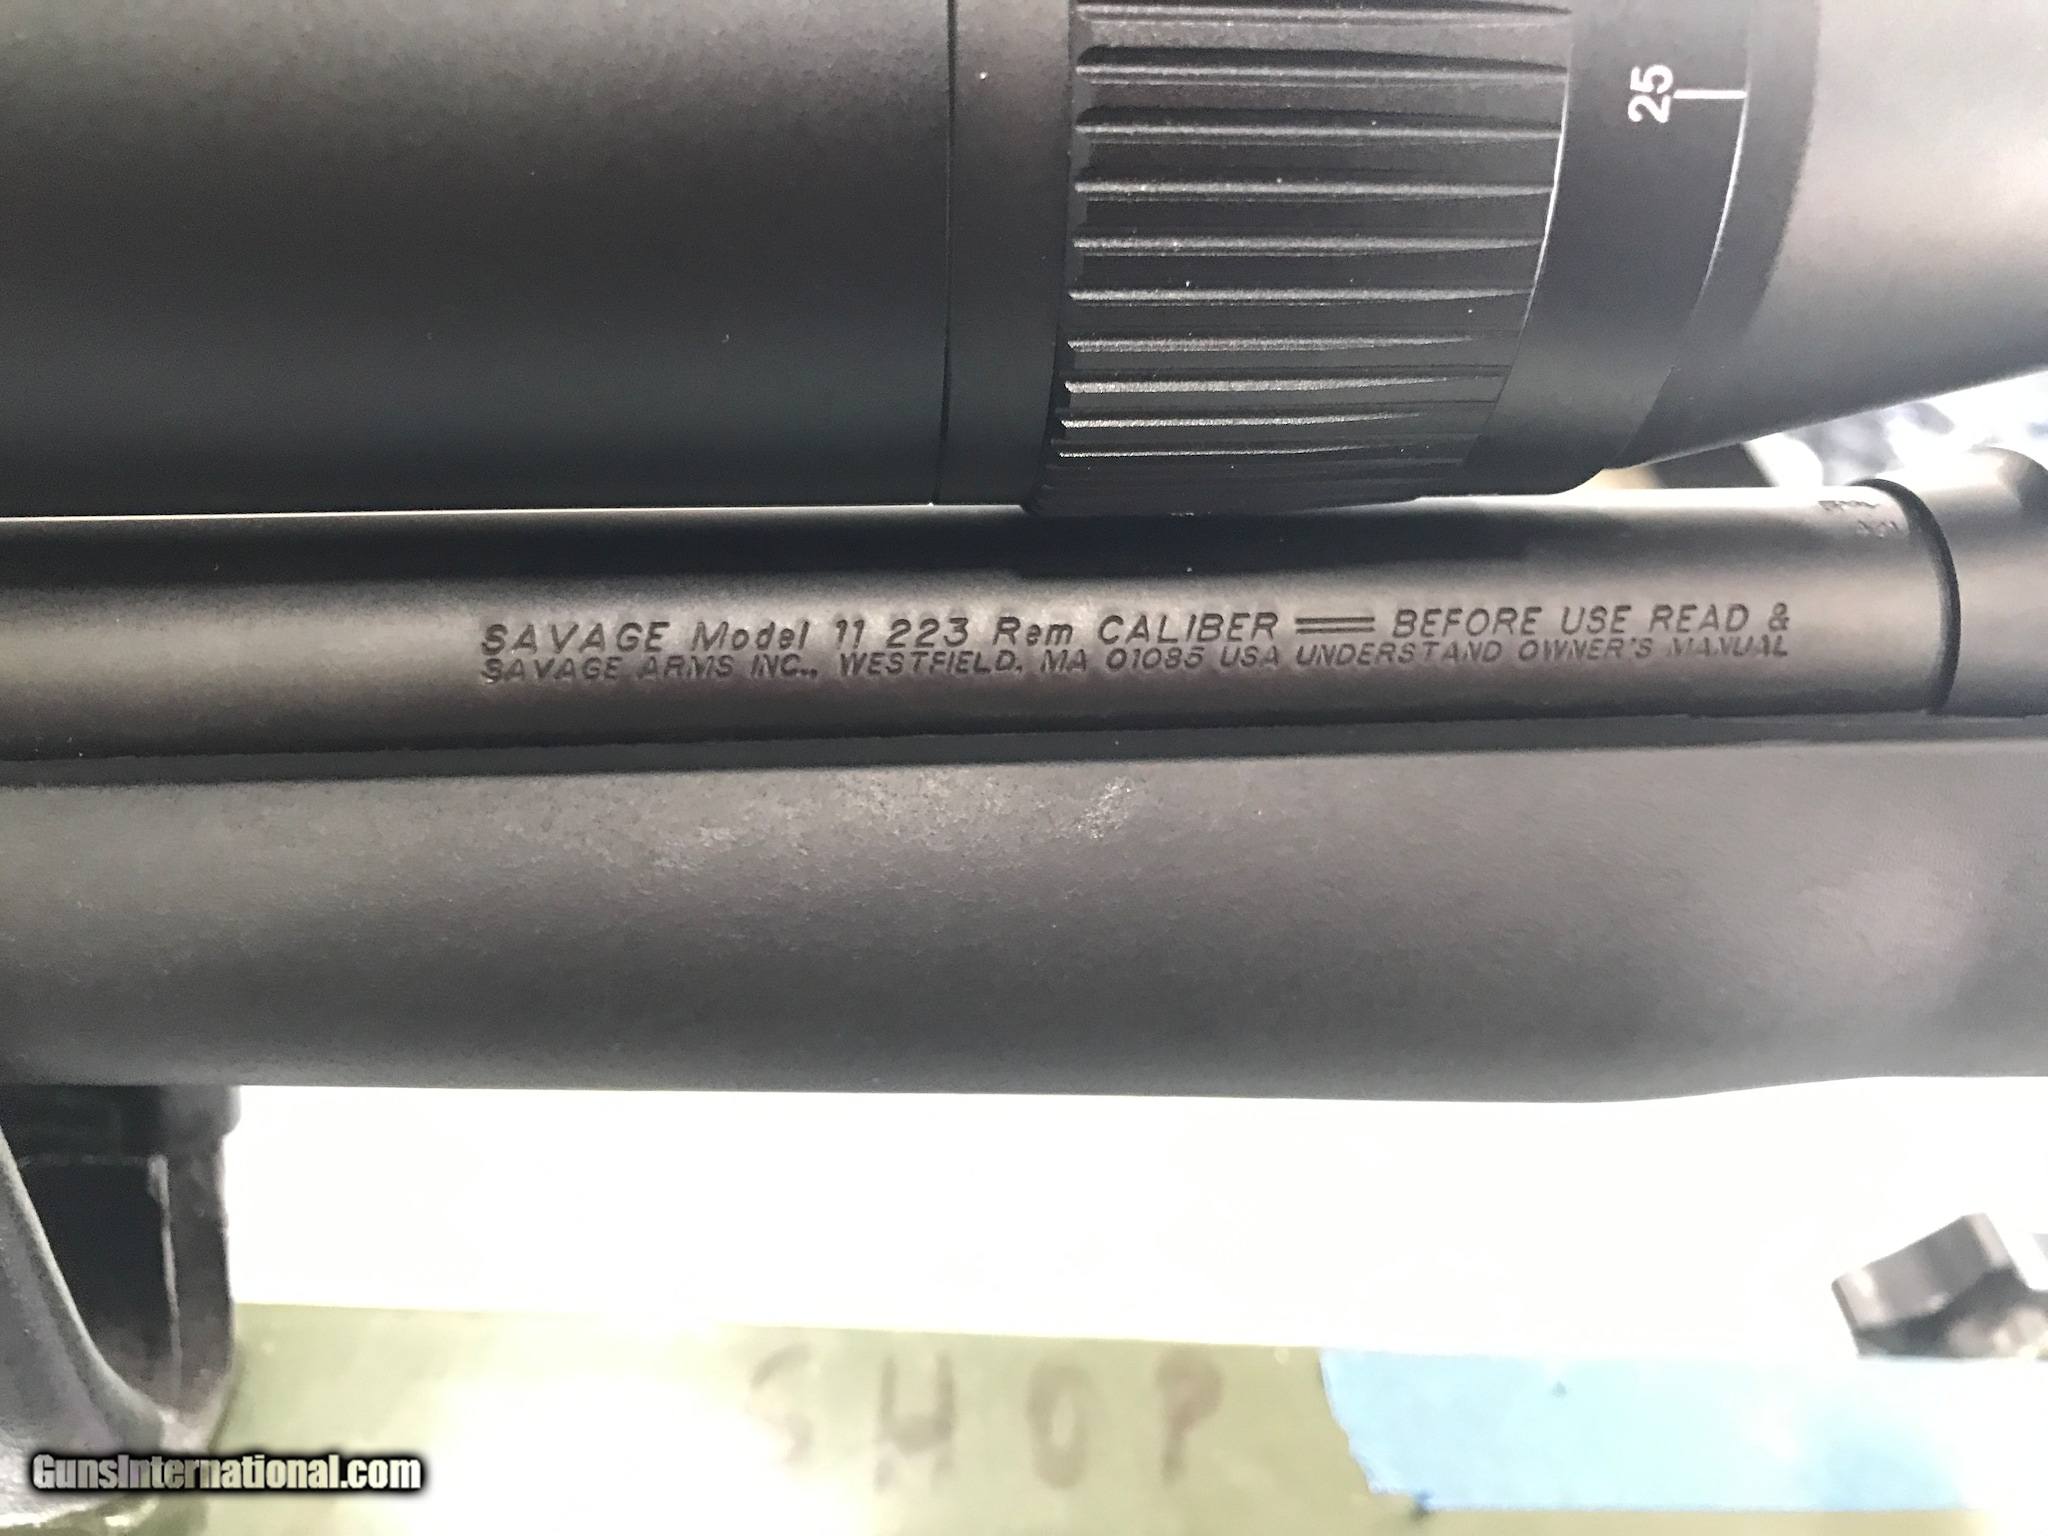 25
SAVAGE Model 11 223 Rem CALIBER BEFORE USE READ &
SAVAGE ARMS INC., WESTFIELD, MA 01085 USA UNDERSTAND OWNER'S MANUAL
SHOP
GunsInternational.com